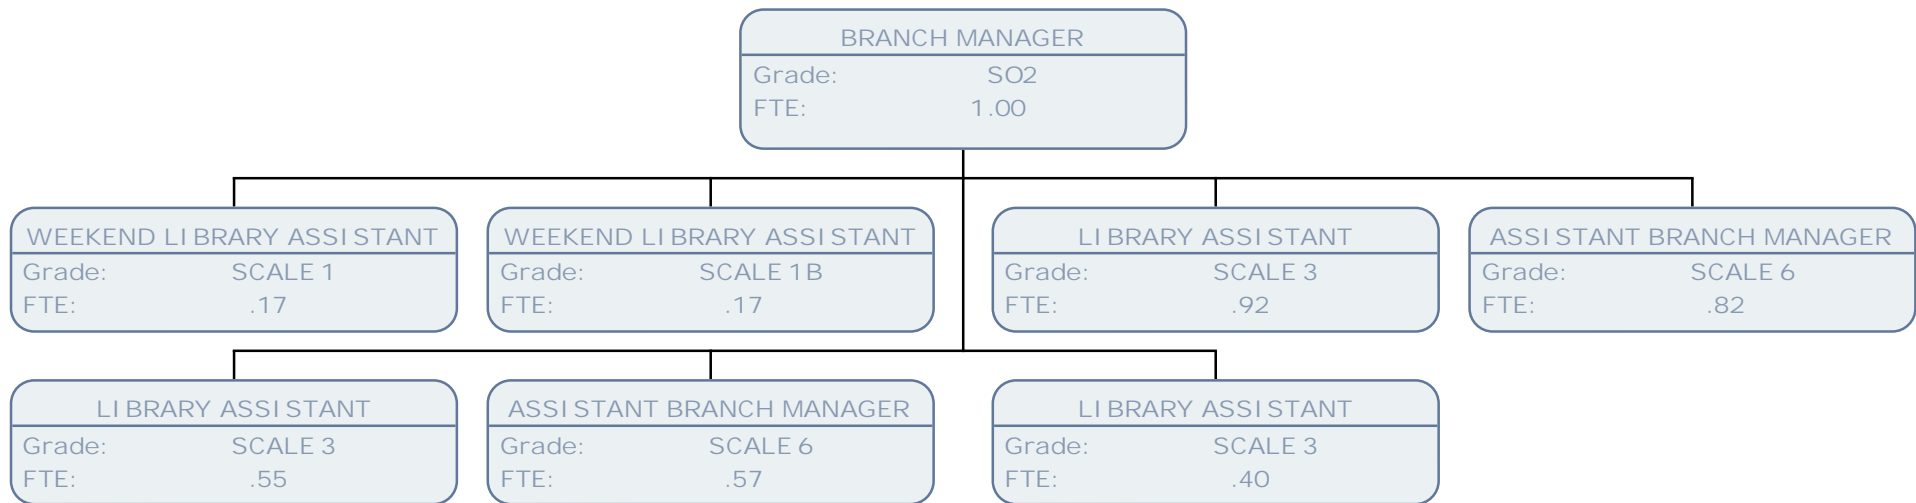 BRANCH MANAGER
Grade: SO2
FTE: 1.00
WEEKEND LIBRARY ASSISTANT
Grade: SCALE 1
FTE: .17
WEEKEND LIBRARY ASSISTANT
Grade: SCALE 1B
FTE: .17
LIBRARY ASSISTANT
Grade: SCALE 3
FTE: .92
ASSISTANT BRANCH MANAGER
Grade: SCALE 6
FTE: .82
LIBRARY ASSISTANT
Grade: SCALE 3
FTE: .55
ASSISTANT BRANCH MANAGER
Grade: SCALE 6
FTE: .57
LIBRARY ASSISTANT
Grade: SCALE 3
FTE: .40